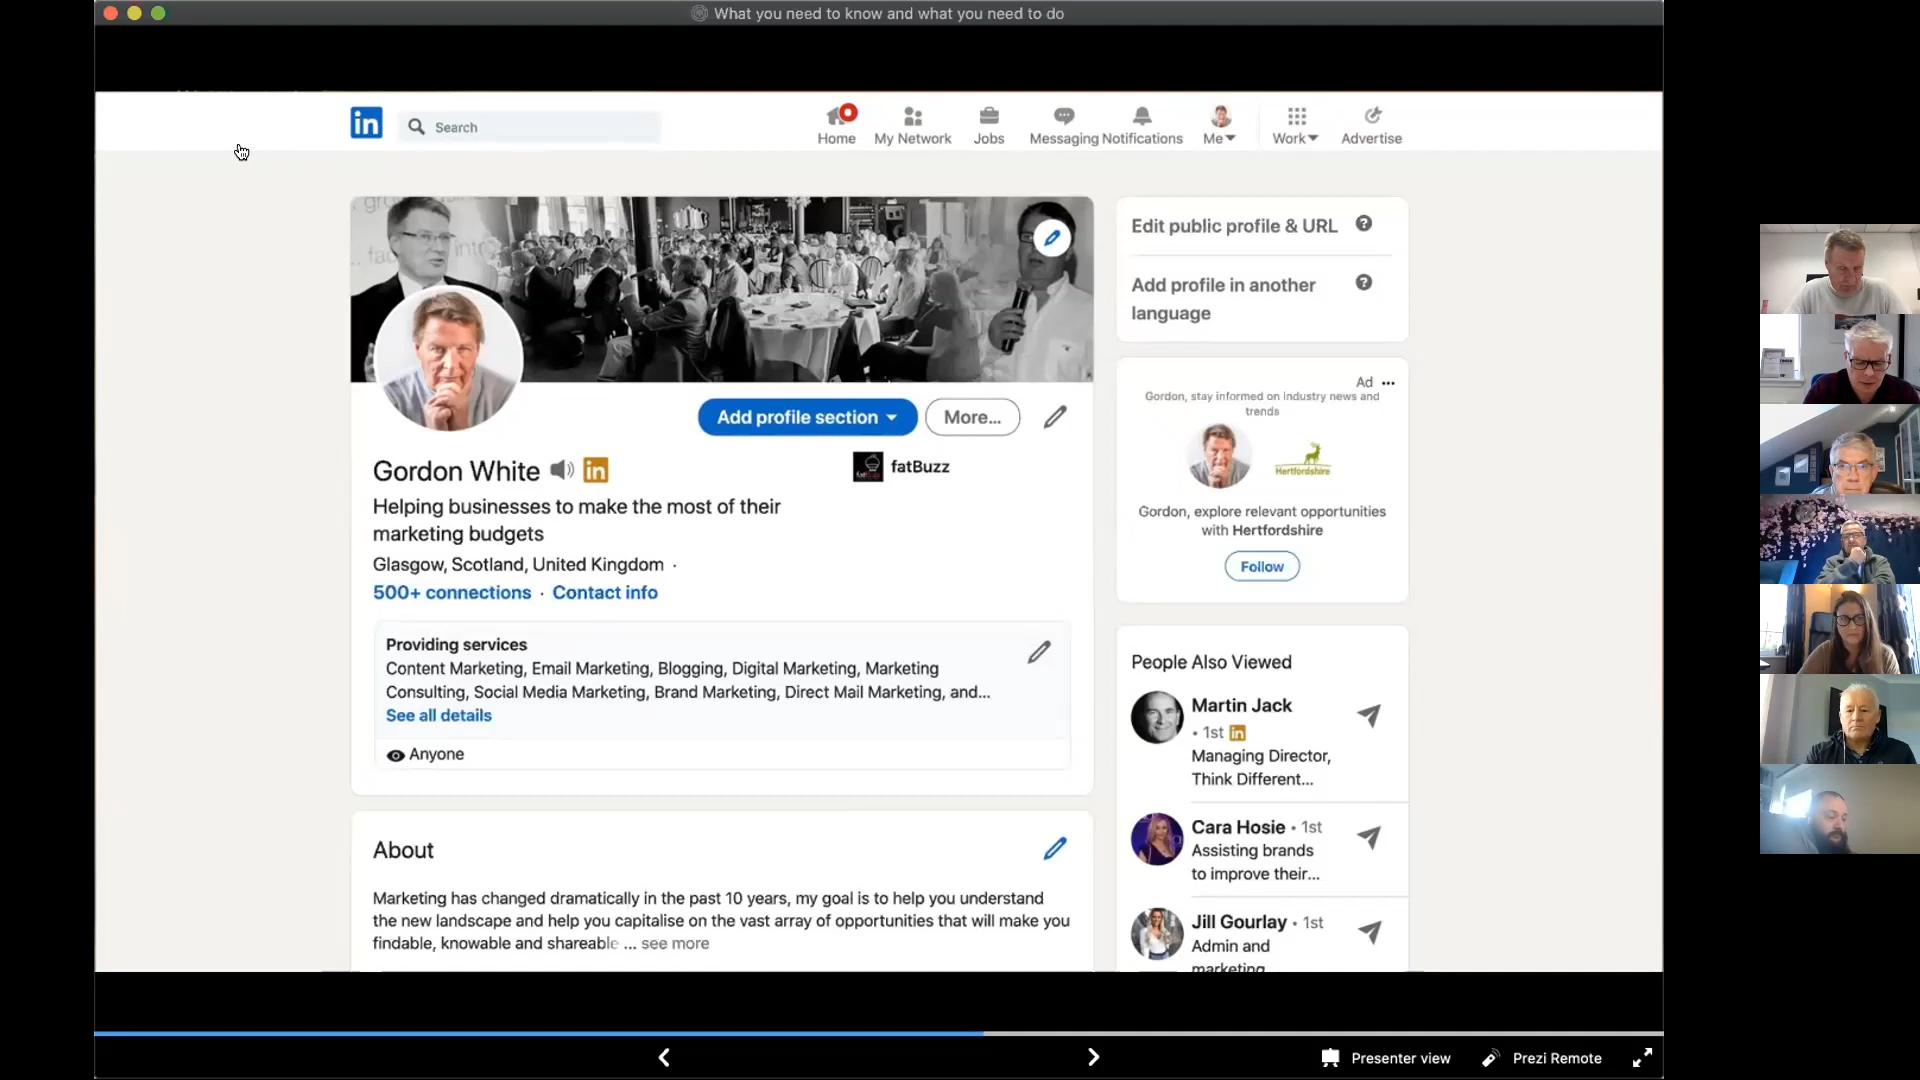 What you need to know and what you need to do
in
Search
Home
My Network
Jobs
Messaging
Notifications
Me
Work
Advertise
Edit public profile & URL
Add profile in another
language
Add profile section
More...
Gordon White
in
fatBuzz
Helping businesses to make the most of their
marketing budgets
Glasgow, Scotland, United Kingdom ·
500+ connections · Contact info
Providing services
Content Marketing, Email Marketing, Blogging, Digital Marketing, Marketing
Consulting, Social Media Marketing, Brand Marketing, Direct Mail Marketing, and...
See all details
Anyone
About
Marketing has changed dramatically in the past 10 years, my goal is to help you understand
the new landscape and help you capitalise on the vast array of opportunities that will make you
findable, knowable and shareable ... see more
Ad ...
Gordon, stay informed on industry news and
trends
Hertfordshire
Gordon, explore relevant opportunities
with Hertfordshire
Follow
People Also Viewed
Martin Jack
• 1st in
Managing Director,
Think Different...
Cara Hosie • 1st
Assisting brands
to improve their...
Jill Gourlay • 1st
Admin and
marketing
Presenter view
Prezi Remote